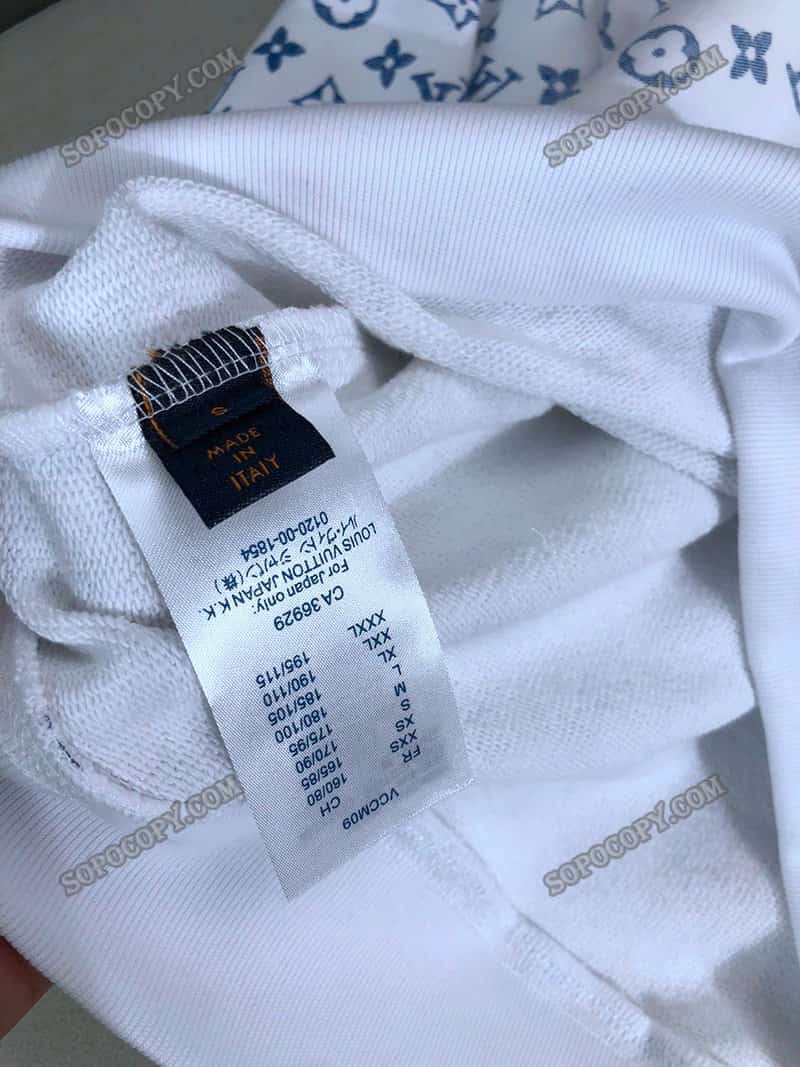 SOPOCOPY.COM
SOPOCOPY.COM
S
MADE
IN
ITALY
VCCM09
FR CH
XXS 160/80
XS 165/85
S 170/90
M 175/95
L 180/100
XL 185/105
XXL 190/110
XXXL 195/115
CA 36929
For Japan only:
LOUIS VUITTON JAPAN K.K.
ルイ・ヴィトン ジャパン(株)
0120-00-1854
SOPOCOPY.COM
SOPOCOPY.COM